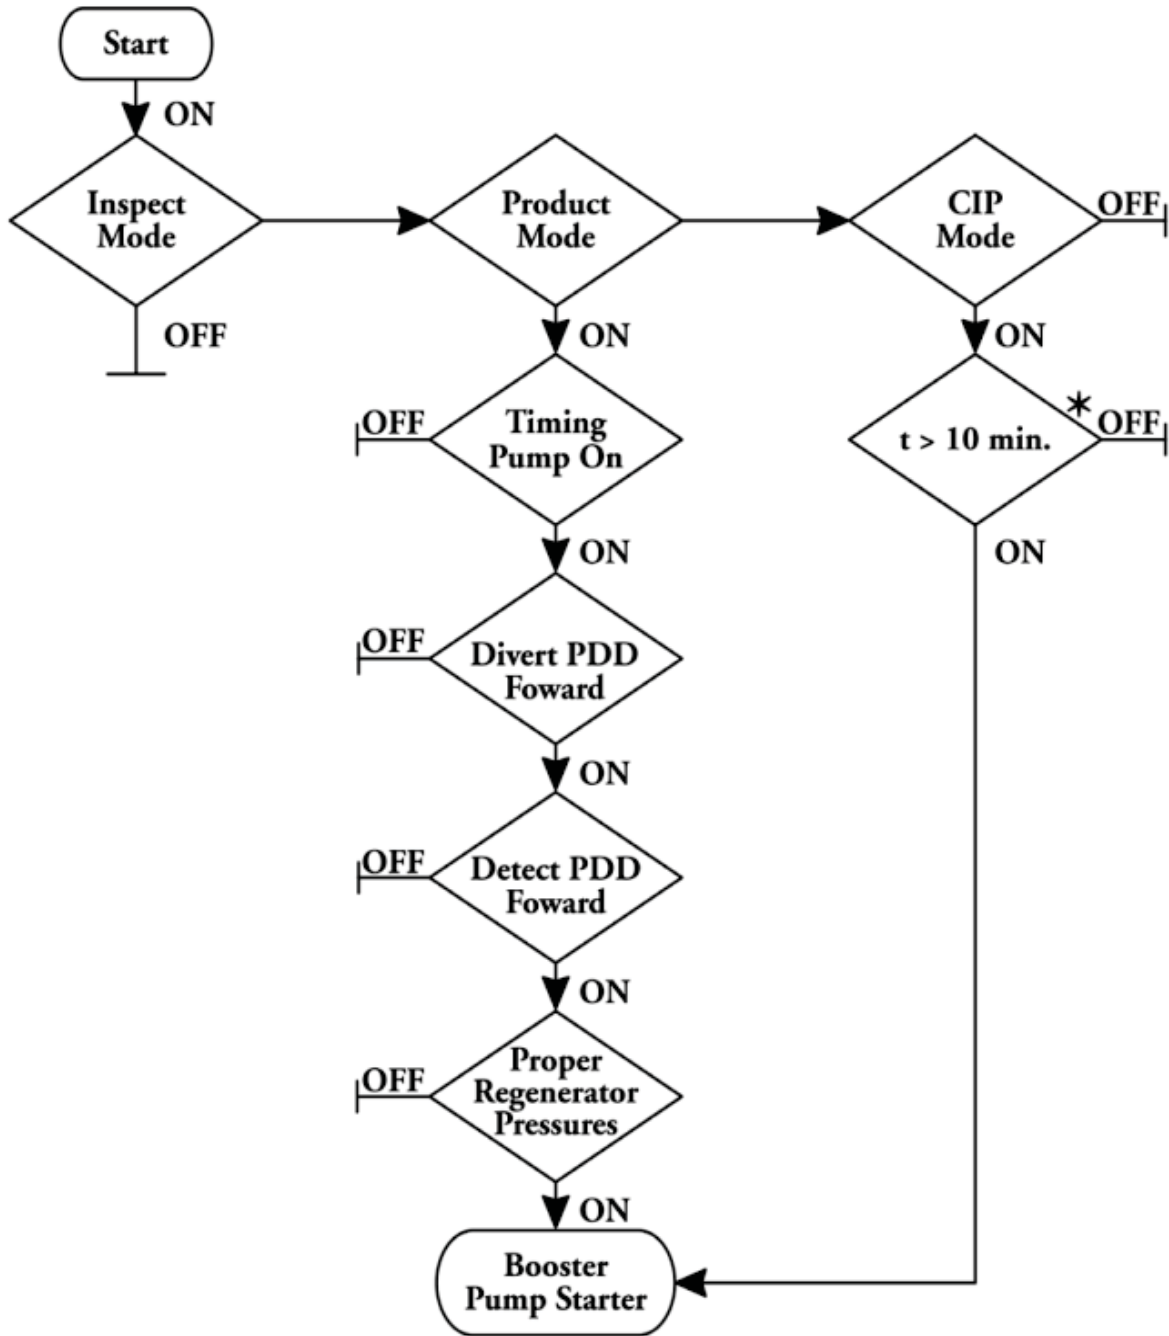 Start
ON
Inspect
Mode
OFF
Product
Mode
ON
CIP
Mode
OFF
ON
Timing
Pump On
OFF
ON
t > 10 min.
* OFF
ON
Divert PDD
Foward
OFF
ON
Detect PDD
Foward
OFF
ON
Proper
Regenerator
Pressures
OFF
ON
Booster
Pump Starter